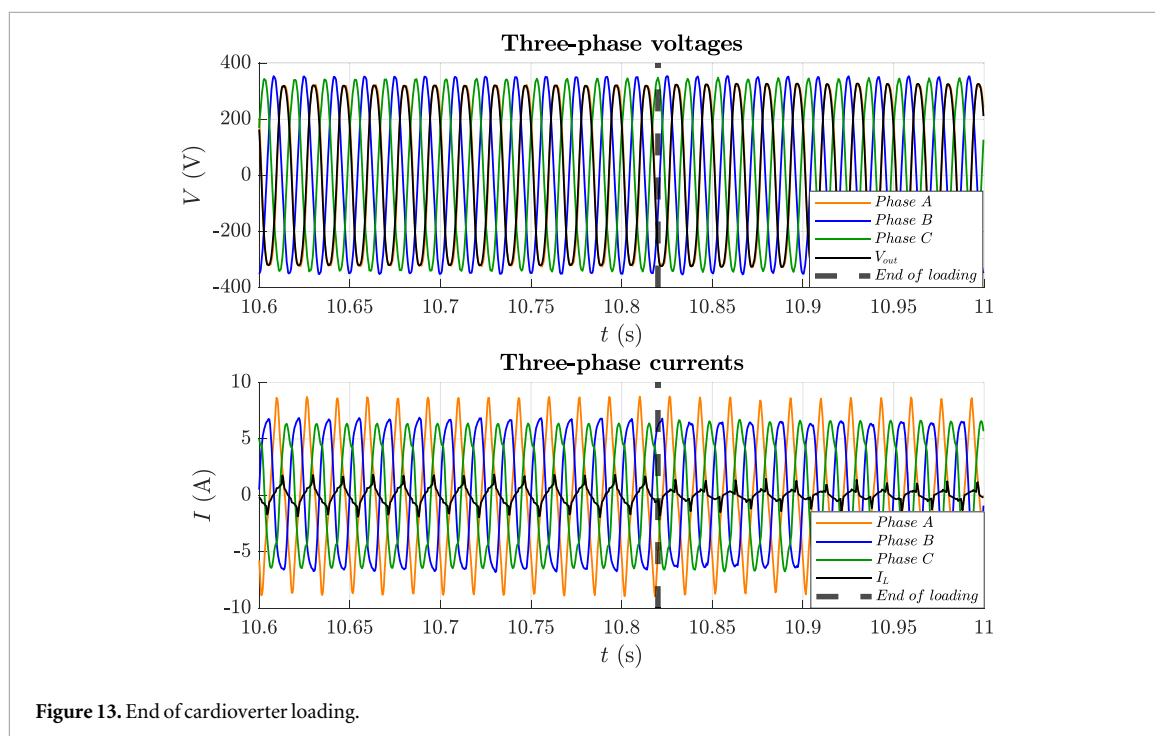 Three-phase voltages
400
200
0
-200
-400
V (V)
Phase A
Phase B
Phase C
V_out
End of loading
10.6 10.65 10.7 10.75 10.8 10.85 10.9 10.95 11
t (s)
Three-phase currents
10
5
0
-5
-10
I (A)
Phase A
Phase B
Phase C
I_L
End of loading
10.6 10.65 10.7 10.75 10.8 10.85 10.9 10.95 11
t (s)
Figure 13. End of cardioverter loading.